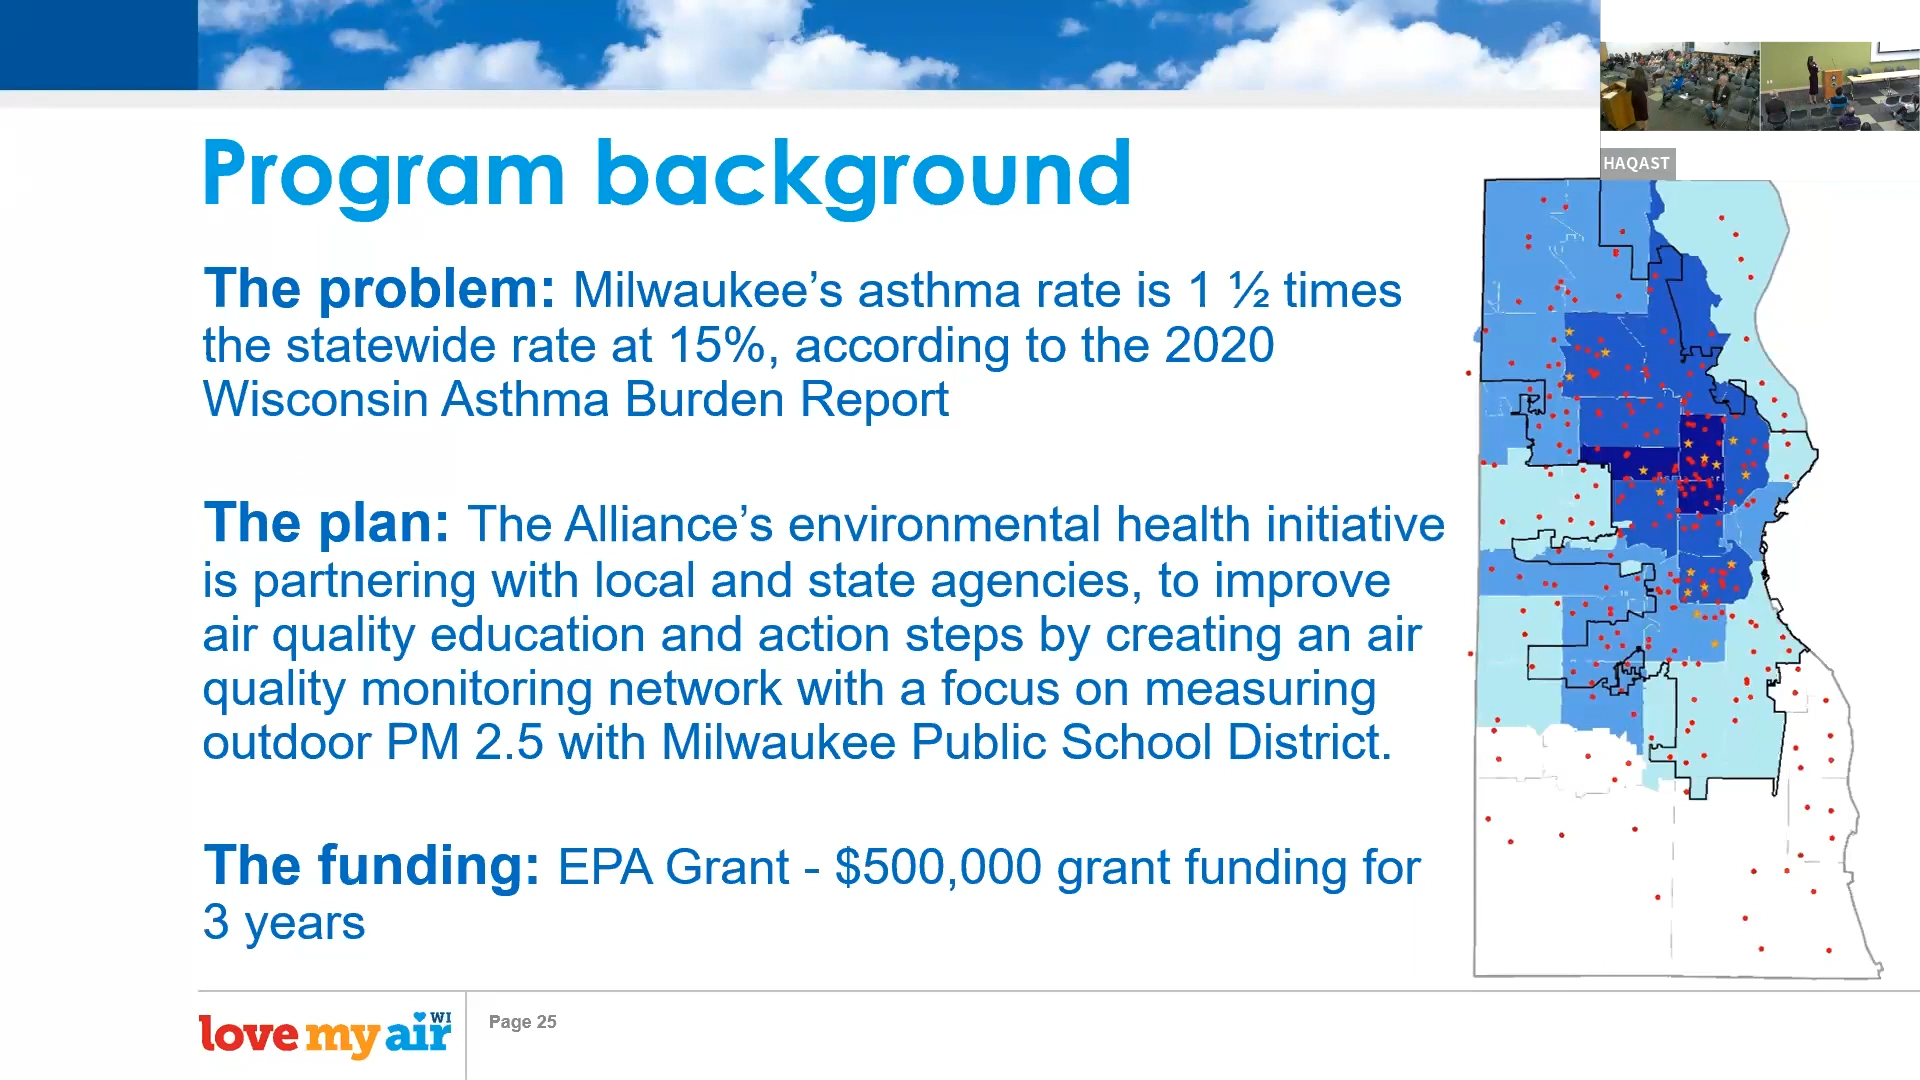 HAQAST
Program background
The problem: Milwaukee’s asthma rate is 1 ½ times
the statewide rate at 15%, according to the 2020
Wisconsin Asthma Burden Report
The plan: The Alliance’s environmental health initiative
is partnering with local and state agencies, to improve
air quality education and action steps by creating an air
quality monitoring network with a focus on measuring
outdoor PM 2.5 with Milwaukee Public School District.
The funding: EPA Grant - $500,000 grant funding for
3 years
love my air WI
Page 25